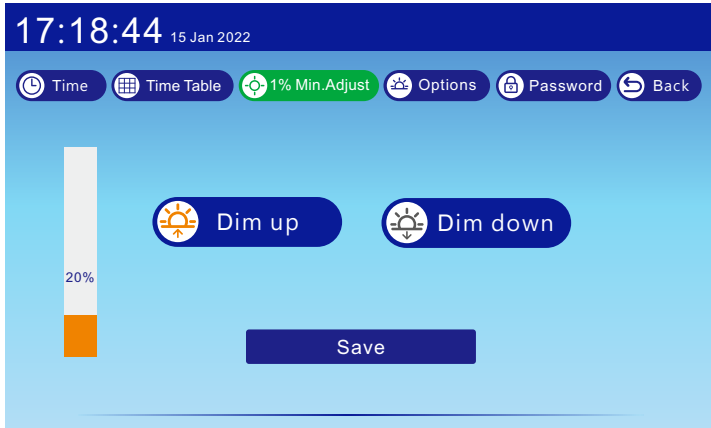 17:18:44 15 Jan 2022
Time Time Table 1% Min.Adjust Options Password Back
Dim up Dim down
20%
Save